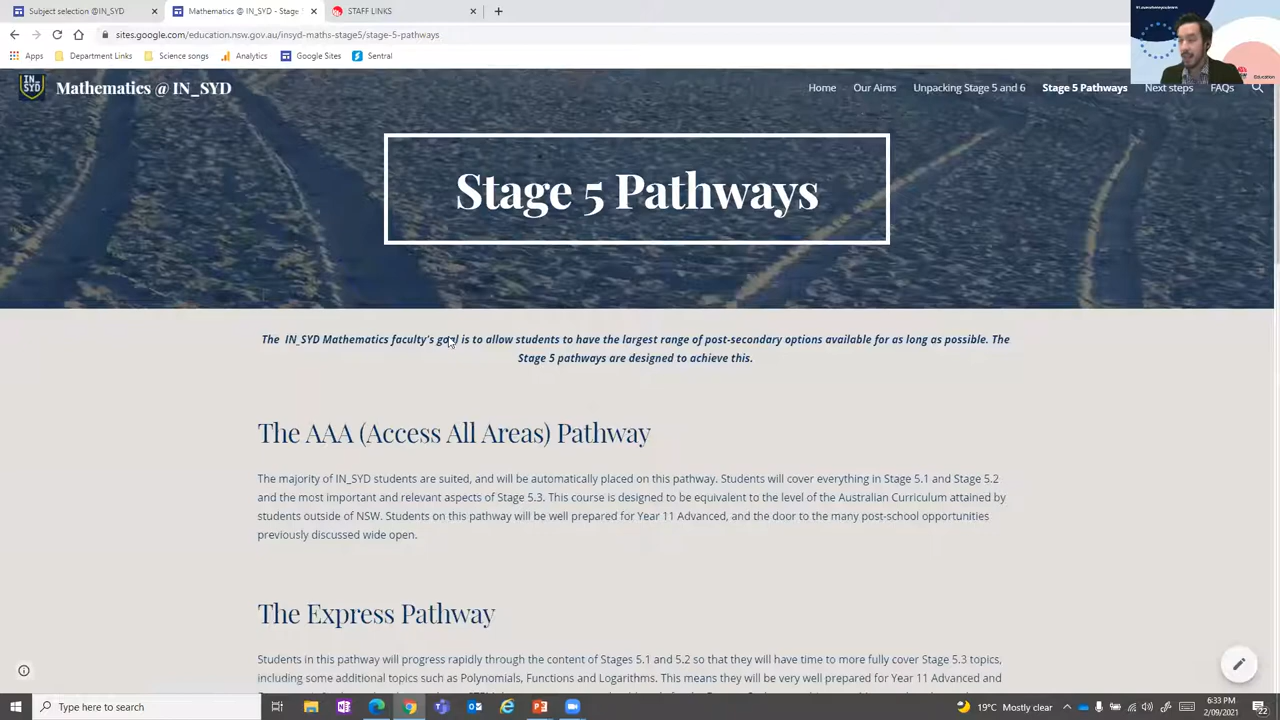 Subject selection @IN_SYD
Mathematics @ IN_SYD - Stage
STAFF LINKS
sites.google.com/education.nsw.gov.au/insyd-maths-stage5/stage-5-pathways
Apps
Department Links
Science songs
Analytics
Google Sites
Sentral
Education
IN_
SYD
Mathematics @ IN_SYD
Home
Our Aims
Unpacking Stage 5 and 6
Stage 5 Pathways
Next steps
FAQs
Stage 5 Pathways
The IN_SYD Mathematics faculty's goal is to allow students to have the largest range of post-secondary options available for as long as possible. The
Stage 5 pathways are designed to achieve this.
The AAA (Access All Areas) Pathway
The majority of IN_SYD students are suited, and will be automatically placed on this pathway. Students will cover everything in Stage 5.1 and Stage 5.2
and the most important and relevant aspects of Stage 5.3. This course is designed to be equivalent to the level of the Australian Curriculum attained by
students outside of NSW. Students on this pathway will be well prepared for Year 11 Advanced, and the door to the many post-school opportunities
previously discussed wide open.
The Express Pathway
Students in this pathway will progress rapidly through the content of Stages 5.1 and 5.2 so that they will have time to more fully cover Stage 5.3 topics,
including some additional topics such as Polynomials, Functions and Logarithms. This means they will be very well prepared for Year 11 Advanced and
Type here to search
19°C Mostly clear
6:33 PM
2/09/2021
22